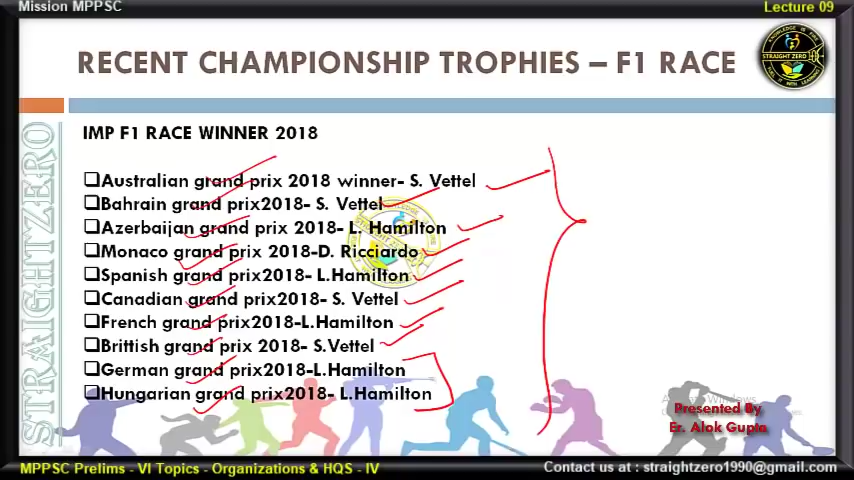 Mission MPPSC
Lecture 09
RECENT CHAMPIONSHIP TROPHIES – F1 RACE
STRAIGHT ZERO
IMP F1 RACE WINNER 2018
Australian grand prix 2018 winner- S. Vettel
Bahrain grand prix2018- S. Vettel
Azerbaijan grand prix 2018- L. Hamilton
Monaco grand prix 2018-D. Ricciardo
Spanish grand prix2018- L.Hamilton
Canadian grand prix2018- S. Vettel
French grand prix2018-L.Hamilton
Brittish grand prix 2018- S.Vettel
German grand prix2018-L.Hamilton
Hungarian grand prix2018- L.Hamilton
STRAIGHTZERO
Presented By
Er. Alok Gupta
MPPSC Prelims - VI Topics - Organizations & HQS - IV
Contact us at : straightzero1990@gmail.com